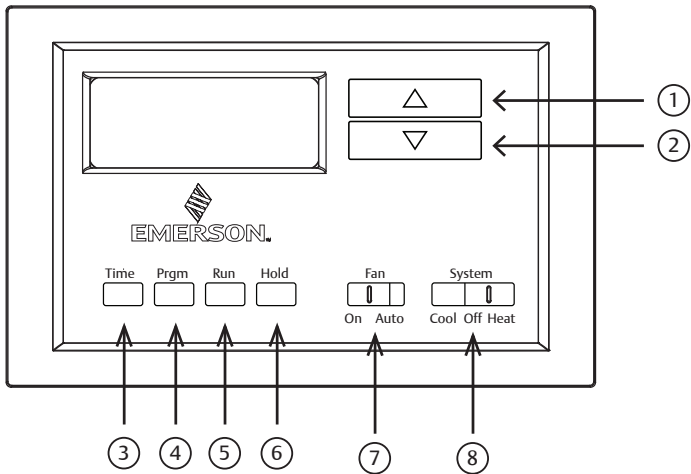 1
2
EMERSON™
Time Prgm Run Hold Fan System
On Auto Cool Off Heat
3 4 5 6 7 8